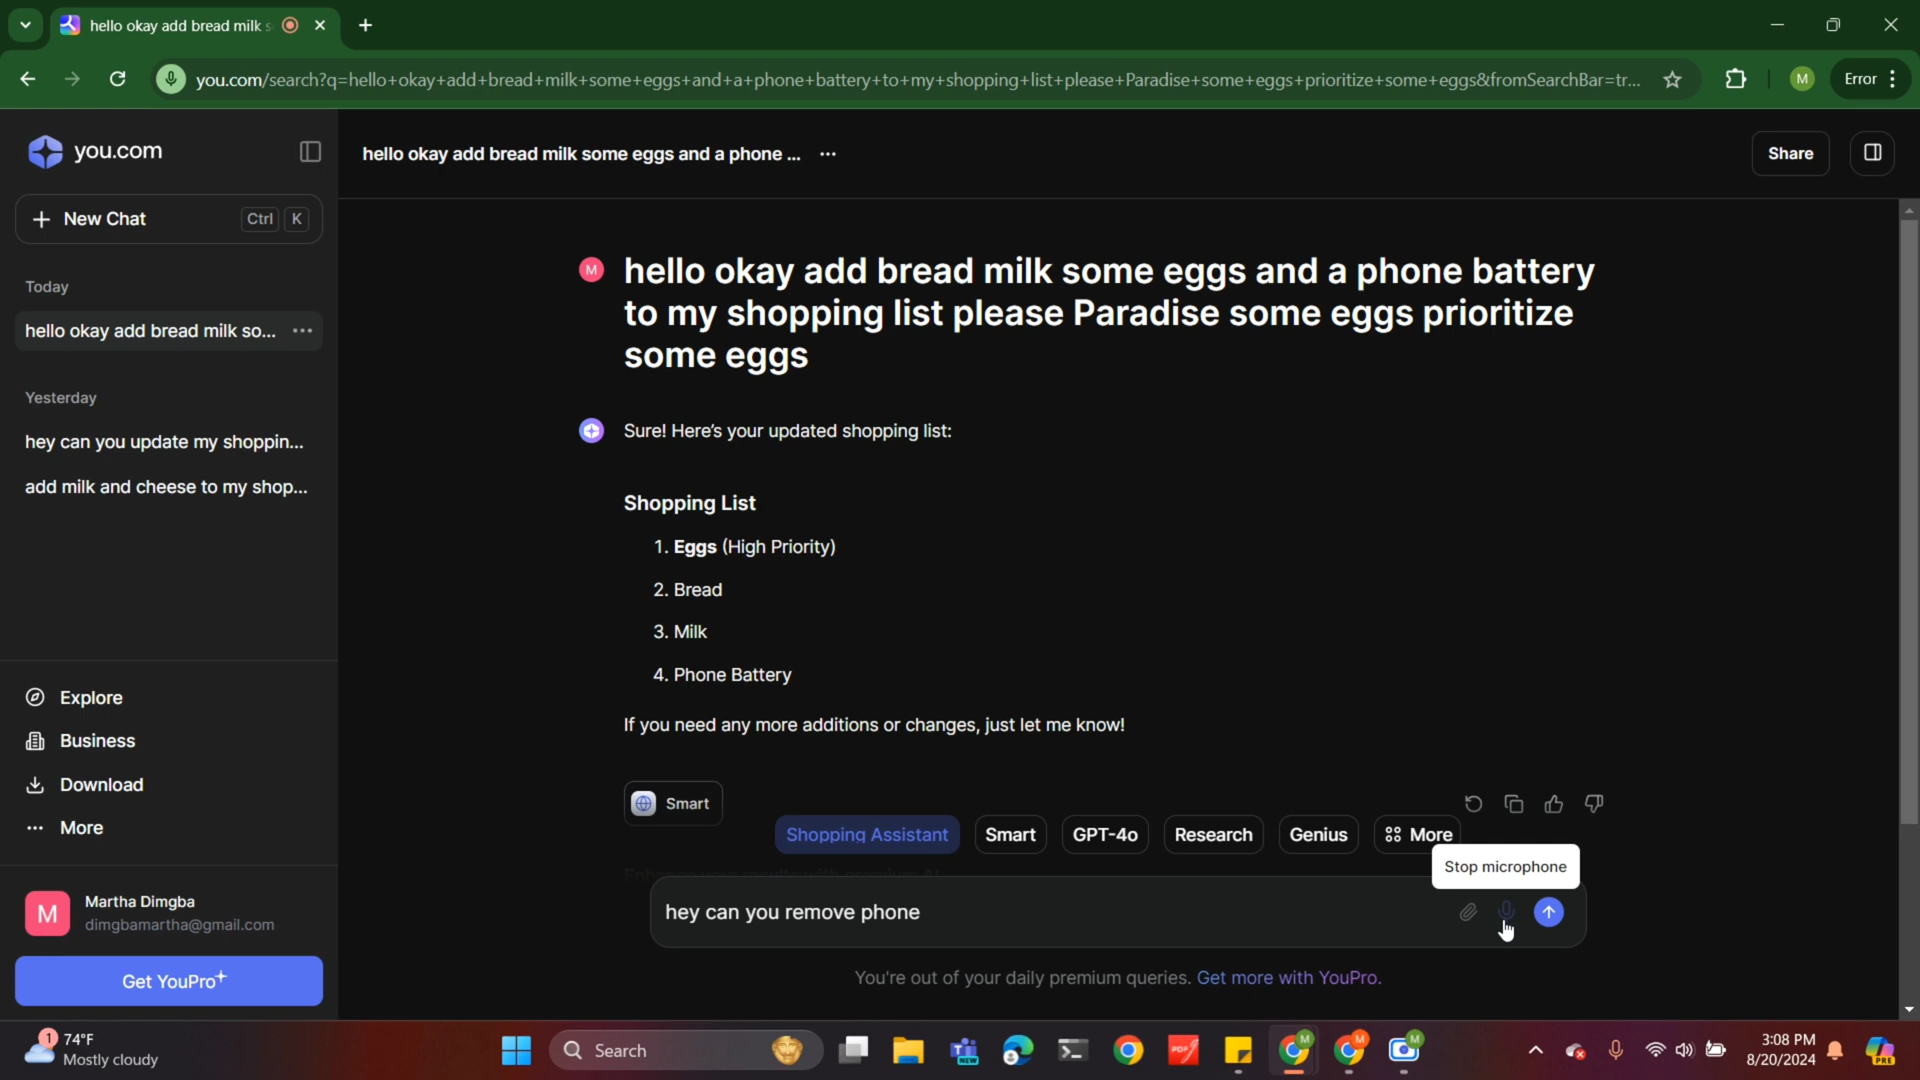 hello okay add bread milk s
you.com/search?q=hello+okay+add+bread+milk+some+eggs+and+a+phone+battery+to+my+shopping+list+please+Paradise+some+eggs+prioritize+some+eggs&fromSearchBar=tr...
M
Error
you.com
hello okay add bread milk some eggs and a phone ...
Share
New Chat
Ctrl K
Today
hello okay add bread milk so...
Yesterday
hey can you update my shoppin...
add milk and cheese to my shop...
Explore
Business
Download
More
M
Martha Dimgba
dimgbamartha@gmail.com
Get YouPro
M
hello okay add bread milk some eggs and a phone battery
to my shopping list please Paradise some eggs prioritize
some eggs
Sure! Here's your updated shopping list:
Shopping List
1. Eggs (High Priority)
2. Bread
3. Milk
4. Phone Battery
If you need any more additions or changes, just let me know!
Smart
Shopping Assistant
Smart
GPT-4o
Research
Genius
More
Stop microphone
hey can you remove phone
You're out of your daily premium queries. Get more with YouPro.
1
74°F
Mostly cloudy
Search
NEW
PDF
M
M
M
3:08 PM
8/20/2024
PRE